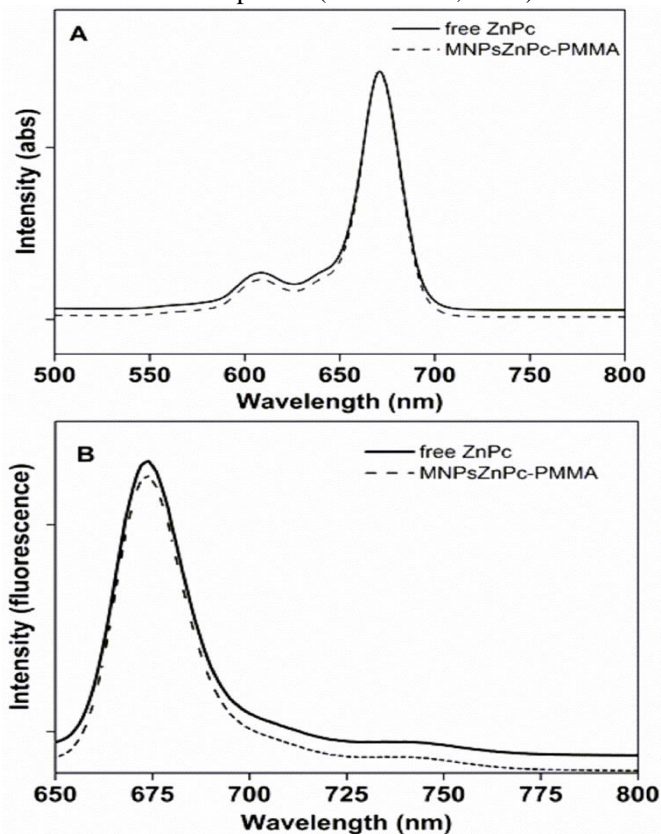 A
free ZnPc
MNPsZnPc-PMMA
Intensity (abs)
500 550 600 650 700 750 800
Wavelength (nm)
B
free ZnPc
MNPsZnPc-PMMA
Intensity (fluorescence)
650 675 700 725 750 775 800
Wavelength (nm)